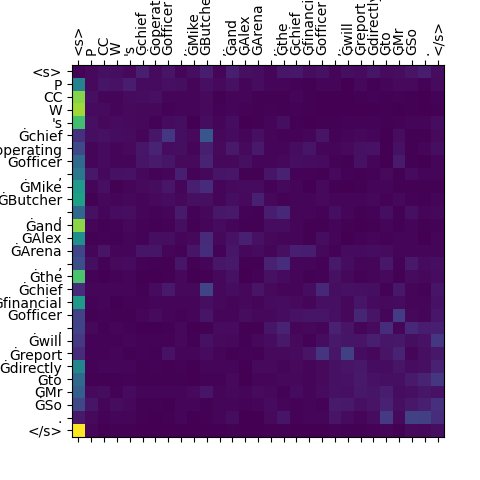 <s>
P
CC
W
's
Ġchief
Ġoperat
Ġofficer
,
ĠMike
ĠButche
,
Ġand
ĠAlex
ĠArena
,
Ġthe
Ġchief
Ġfinanci
Ġofficer
,
Ġwill
Ġreport
Ġdirectly
Ġto
ĠMr
ĠSo
.
</s>
<s>
P
CC
W
's
Ġchief
operating
Ġofficer
,
ĠMike
ĠButcher
,
Ġand
ĠAlex
ĠArena
,
Ġthe
Ġchief
Ġfinancial
Ġofficer
,
Ġwill
Ġreport
Ġdirectly
Ġto
ĠMr
ĠSo
.
</s>